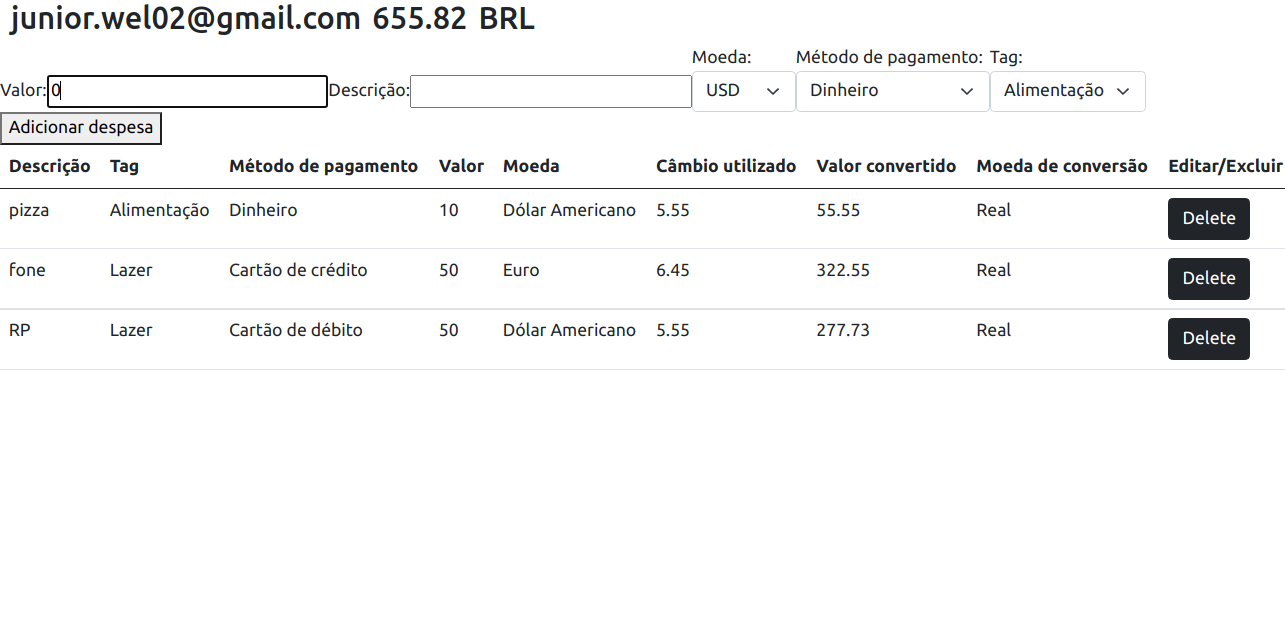 junior.wel02@gmail.com 655.82 BRL
Moeda: Método de pagamento: Tag:
Valor: 0 Descrição: USD Dinheiro Alimentação
Adicionar despesa
Descrição Tag Método de pagamento Valor Moeda Câmbio utilizado Valor convertido Moeda de conversão Editar/Excluir
pizza Alimentação Dinheiro 10 Dólar Americano 5.55 55.55 Real Delete
fone Lazer Cartão de crédito 50 Euro 6.45 322.55 Real Delete
RP Lazer Cartão de débito 50 Dólar Americano 5.55 277.73 Real Delete